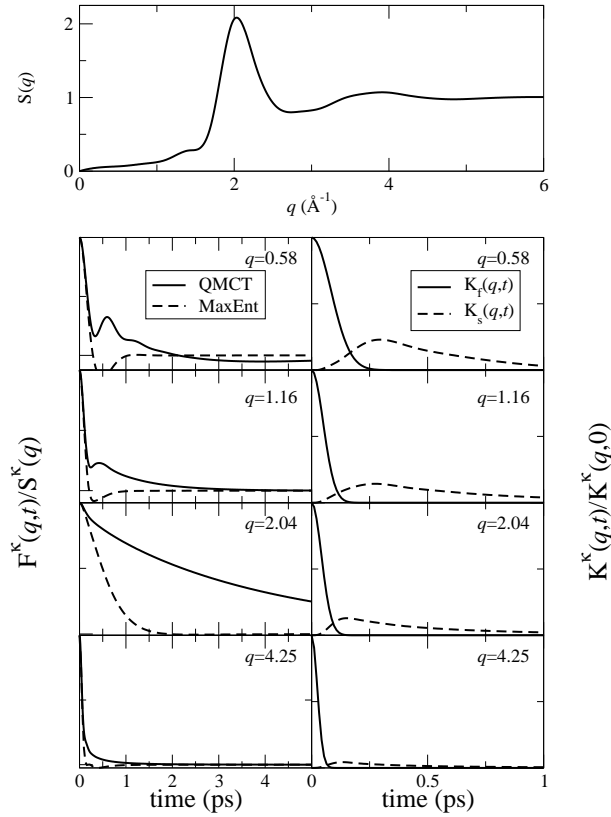 2
1
0
S(q)
0 2 4 6
q (Å⁻¹)
q=0.58 q=0.58
QMCT K_f(q,t)
MaxEnt K_s(q,t)
q=1.16 q=1.16
F^κ(q,t)/S^κ(q) K^κ(q,t)/K^κ(q,0)
q=2.04 q=2.04
q=4.25 q=4.25
0 1 2 3 4 0 0.5 1
time (ps) time (ps)